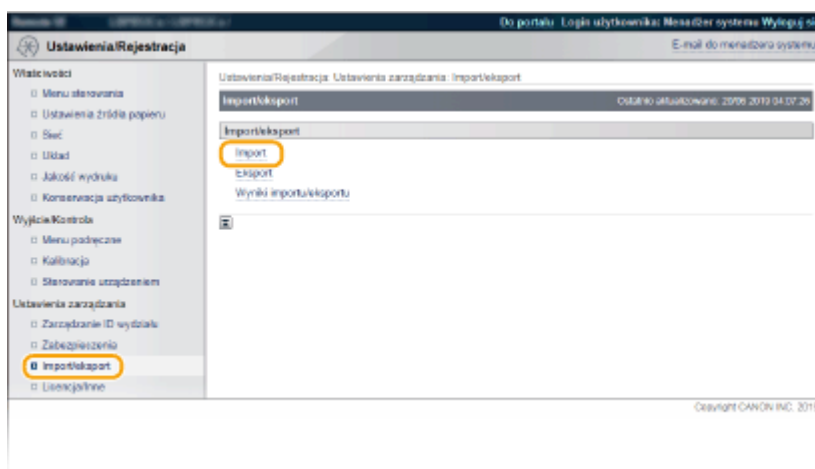 Do portalu Login użytkownika: Menedżer systemu Wyloguj si
Ustawienia/Rejestracja
E-mail do menedżera systemu
Właściwości
Menu sterowania
Ustawienia źródła papieru
Sieć
Układ
Jakość wydruku
Konserwacja użytkownika
Wyjście/Kontrola
Menu podręczne
Kalibracja
Sterowanie urządzeniem
Ustawienia zarządzania
Zarządzanie ID wydziału
Zabezpieczenia
Import/eksport
Licencja/Inne
Ustawienia/Rejestracja: Ustawienia zarządzania: Import/eksport
Import/eksport
Ostatnio aktualizowano: 20/06 2019 04:07:26
Import/eksport
Import
Eksport
Wyniki importu/eksportu
Copyright CANON INC. 201